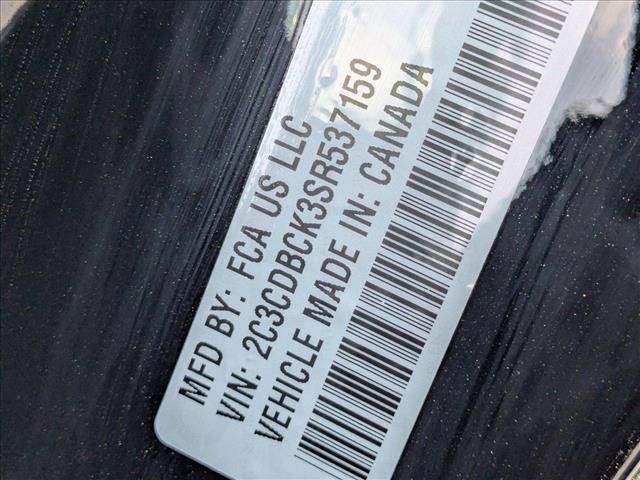 MFD BY: FCA US LLC
VIN: 2C3CDBCK3SR537159
VEHICLE MADE IN: CANADA